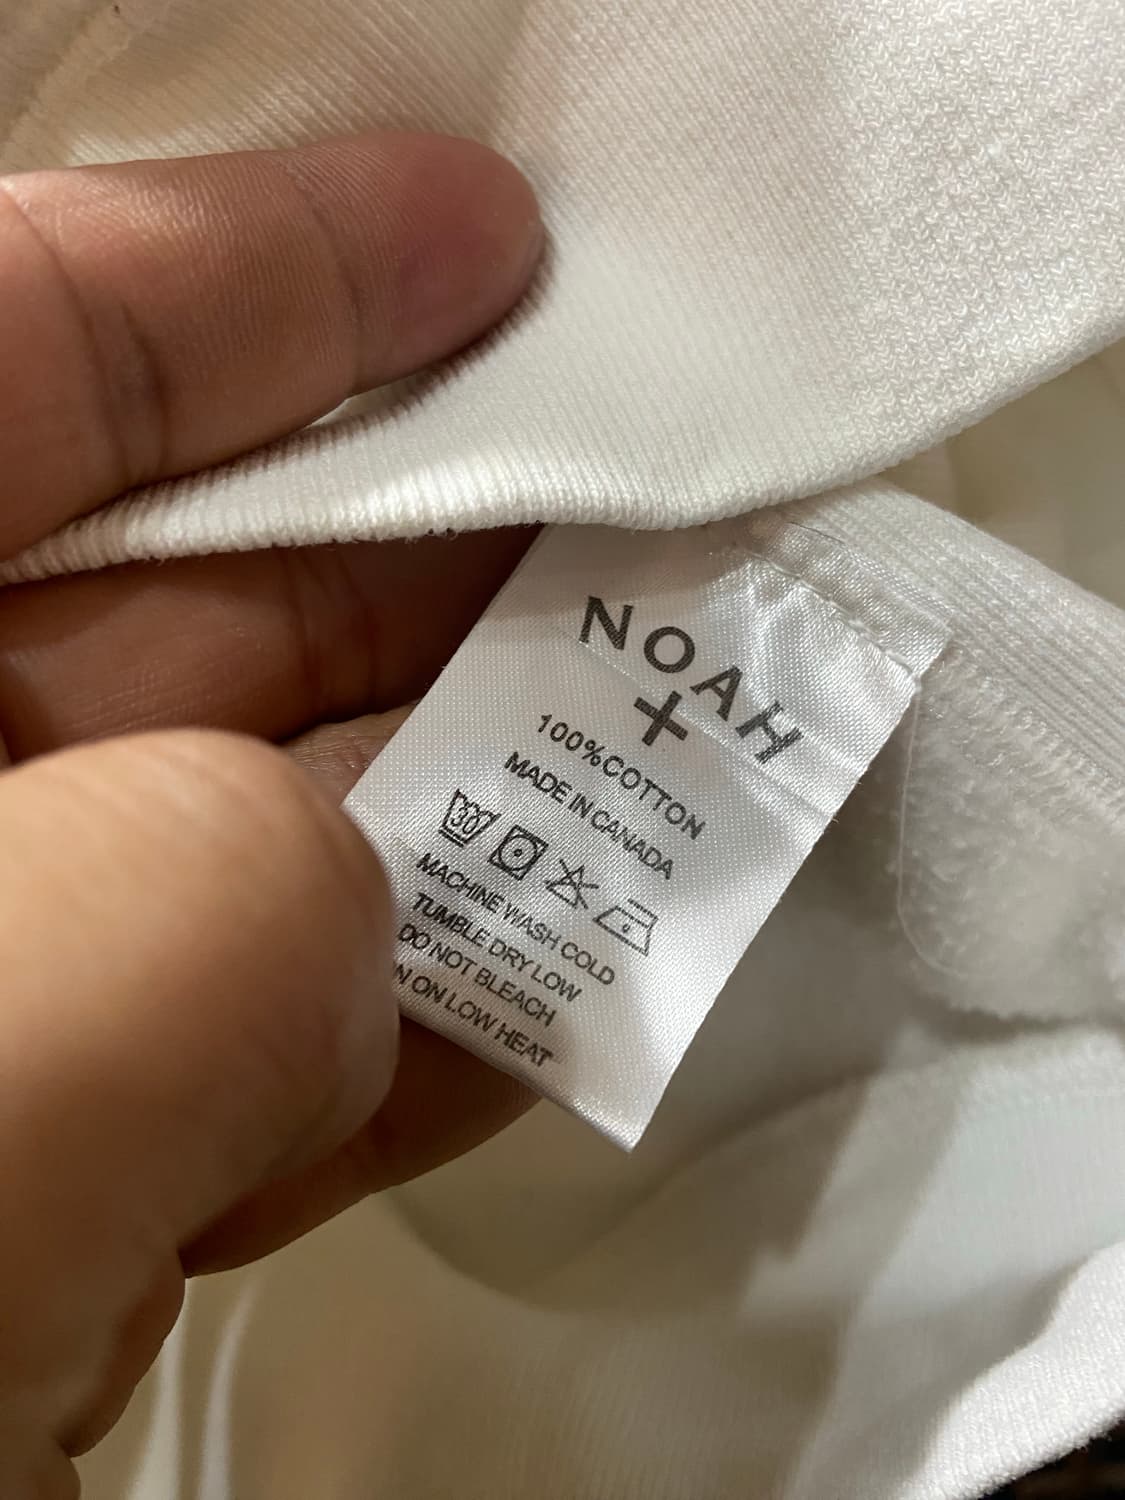 NOAH
+
100%COTTON
MADE IN CANADA
30
MACHINE WASH COLD
TUMBLE DRY LOW
DO NOT BLEACH
ON LOW HEAT